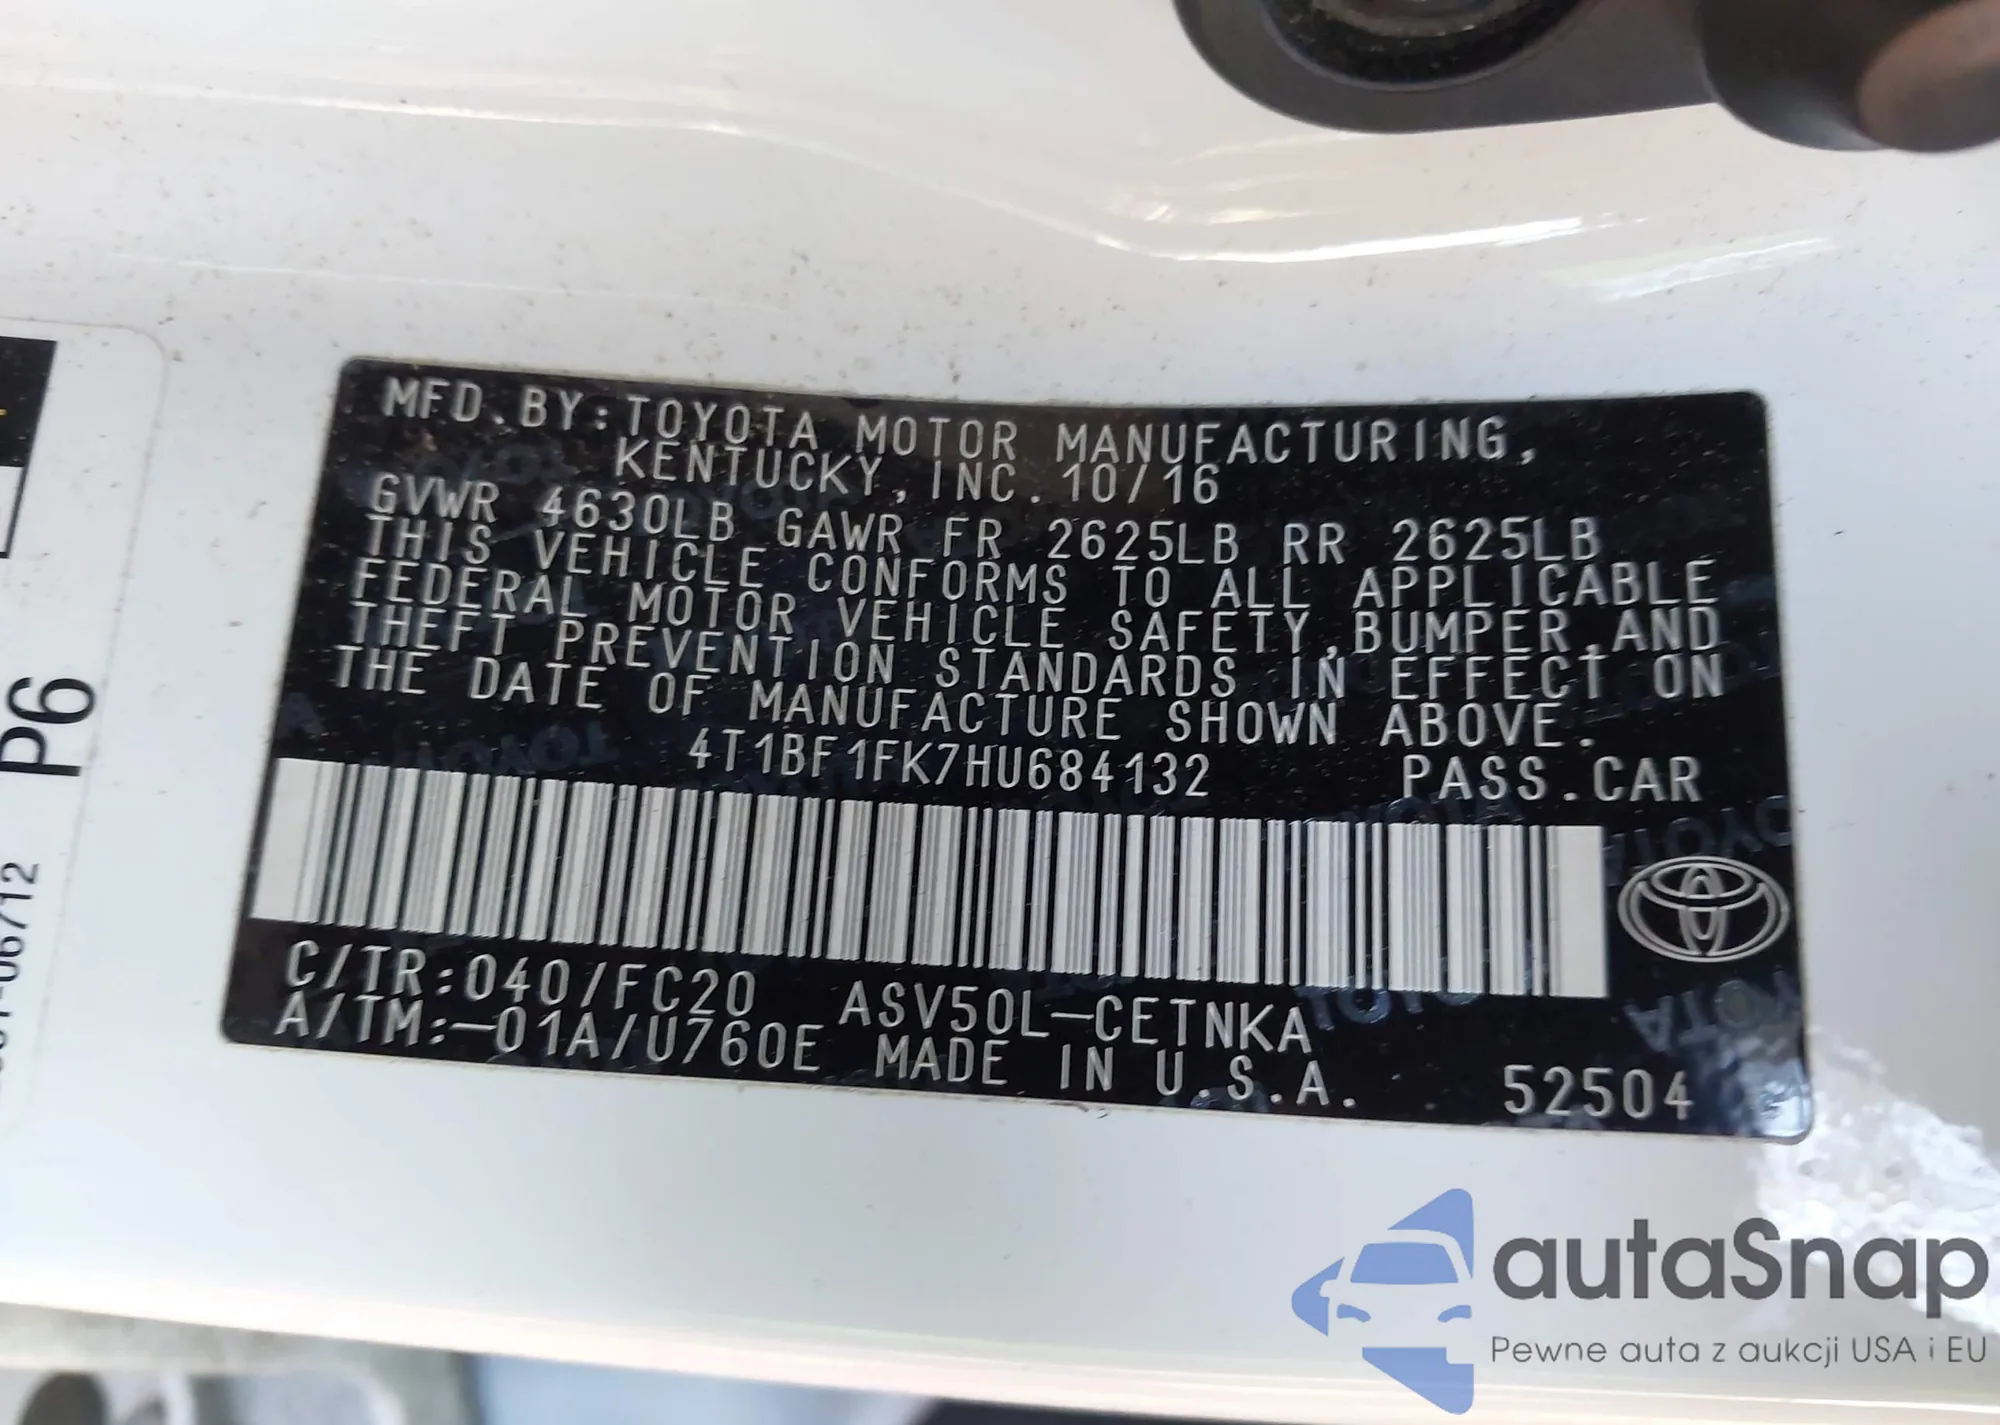 MFD.BY:TOYOTA MOTOR MANUFACTURING,
KENTUCKY, INC. 10/16
GVWR 4630LB GAWR FR 2625LB RR 2625LB
THIS VEHICLE CONFORMS TO ALL APPLICABLE
FEDERAL MOTOR VEHICLE SAFETY,BUMPER,AND
THEFT PREVENTION STANDARDS IN EFFECT ON
THE DATE OF MANUFACTURE SHOWN ABOVE.
4T1BF1FK7HU684132 PASS.CAR
C/TR:040/FC20 ASV50L-CETNKA
A/TM:-01A/U760E MADE IN U.S.A. 52504
P6
autaSnap
Pewne auta z aukcji USA i EU